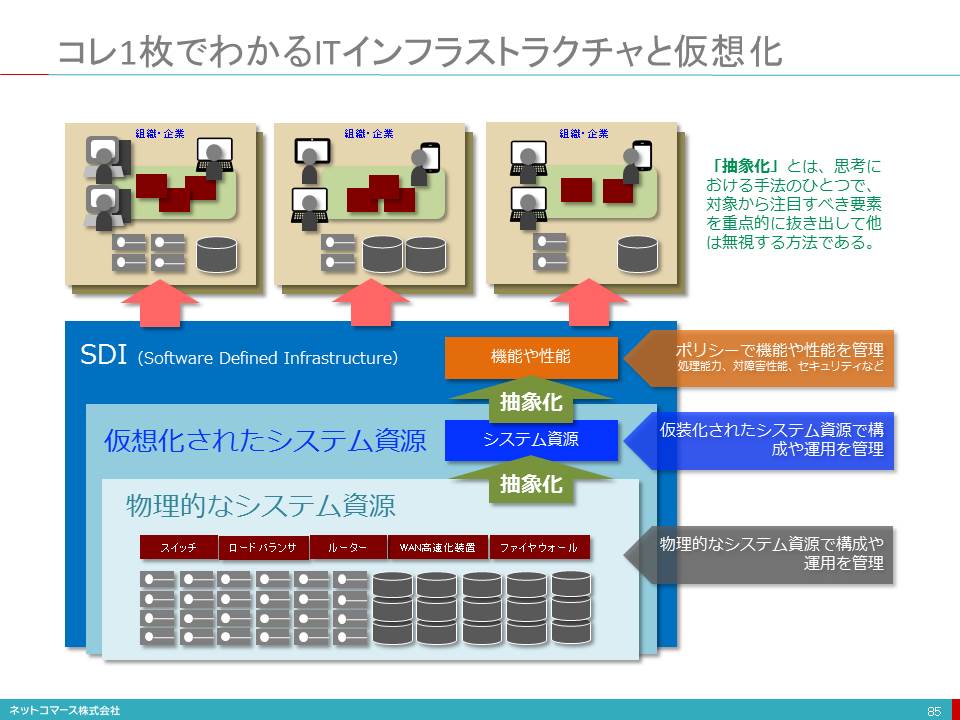 コレ1枚でわかるITインフラストラクチャと仮想化
組織・企業
組織・企業
組織・企業
「抽象化」とは、思考に
おける手法のひとつで、
対象から注目すべき要素
を重点的に抜き出して他
は無視する方法である。
SDI（Software Defined Infrastructure）
機能や性能
ポリシーで機能や性能を管理
処理能力、対障害性能、セキュリティなど
抽象化
仮想化されたシステム資源
システム資源
仮装化されたシステム資源で構
成や運用を管理
抽象化
物理的なシステム資源
スイッチ
ロードバランサ
ルーター
WAN高速化装置
ファイヤウォール
物理的なシステム資源で構成や
運用を管理
ネットコマース株式会社
85